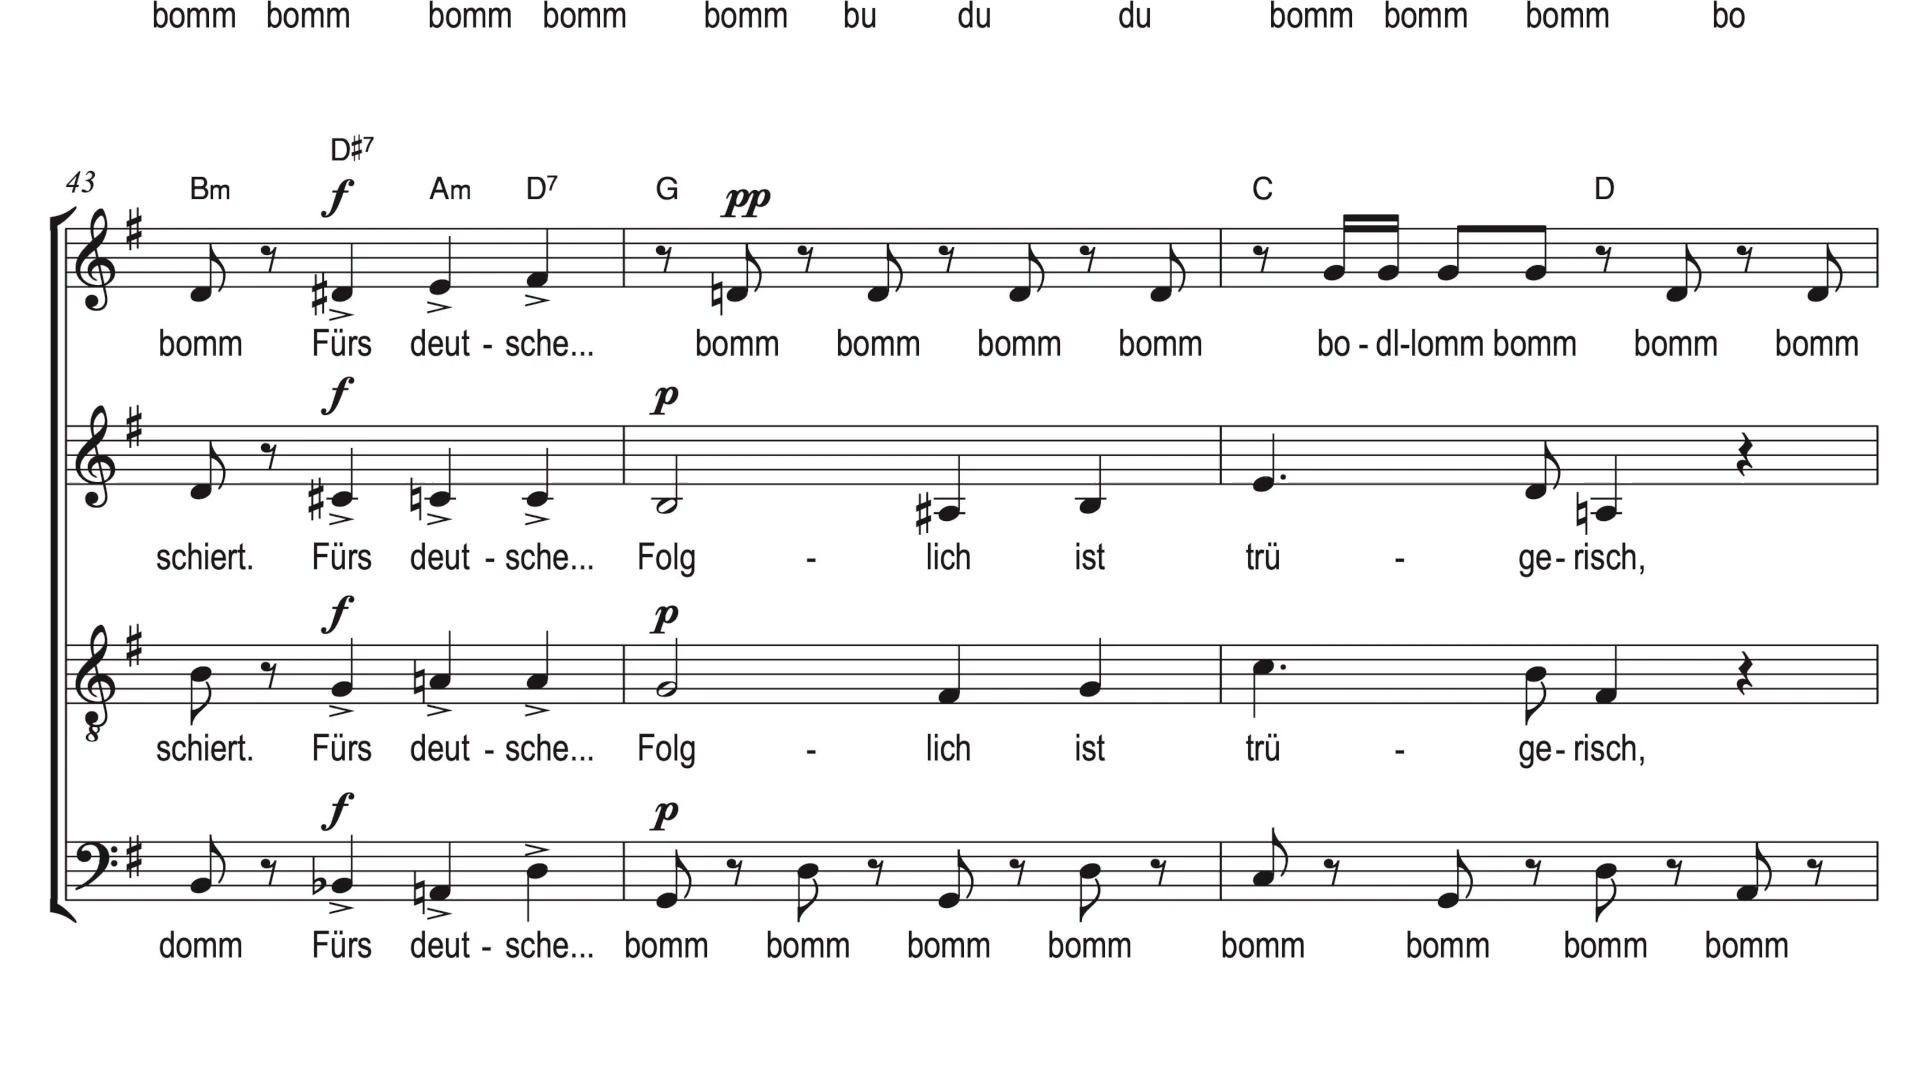 bomm bomm bomm bomm bomm bu du du bomm bomm bomm bo
D♯7
43 Bm f Am D7 G pp C D
bomm Fürs deut - sche... bomm bomm bomm bomm bo - dl-lomm bomm bomm bomm
f p
schiert. Fürs deut - sche... Folg - lich ist trü - ge - risch,
f p
schiert. Fürs deut - sche... Folg - lich ist trü - ge - risch,
8
f p
domm Fürs deut - sche... bomm bomm bomm bomm bomm bomm bomm bomm